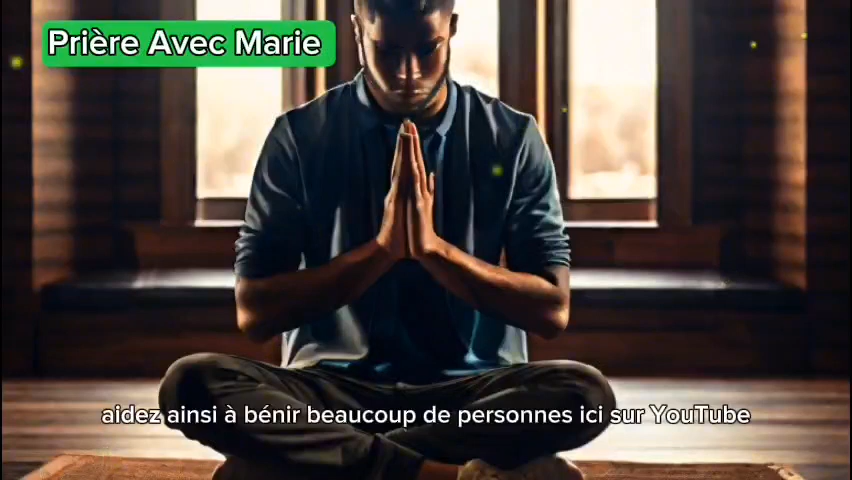 Prière Avec Marie
aidez ainsi à bénir beaucoup de personnes ici sur YouTube